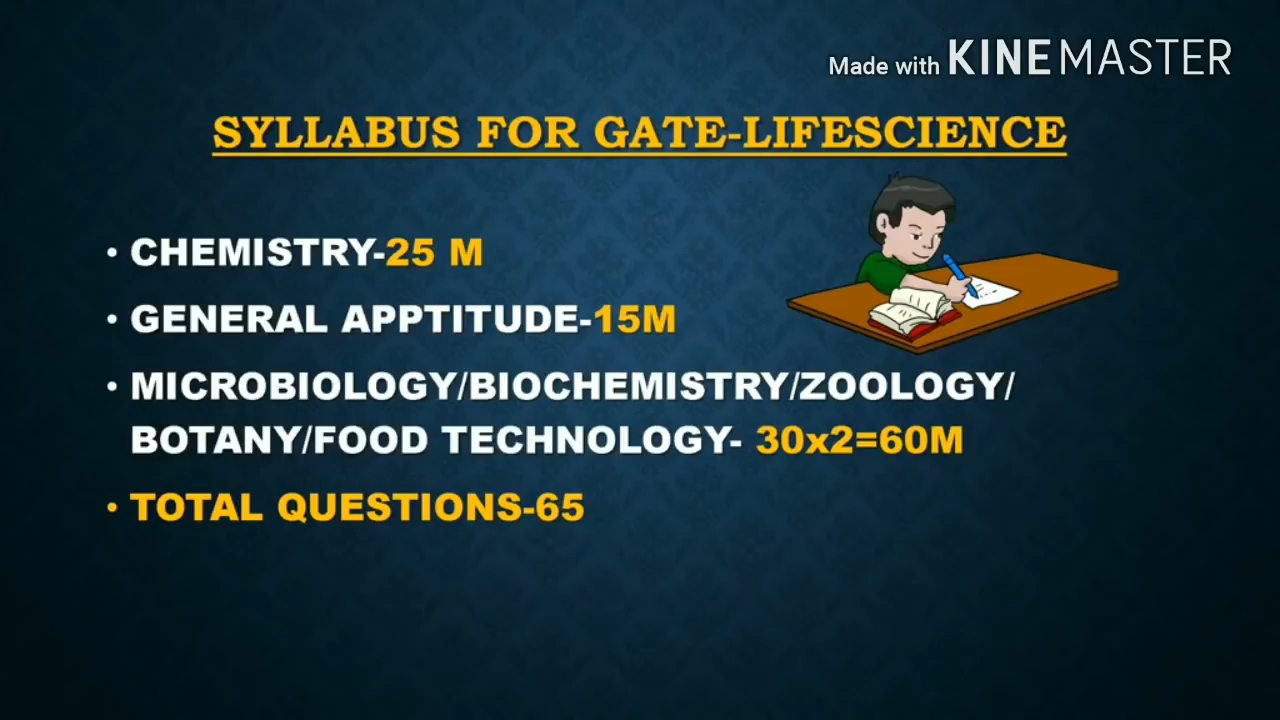 Made with KINEMASTER
SYLLABUS FOR GATE-LIFESCIENCE
• CHEMISTRY-25 M
• GENERAL APPTITUDE-15M
• MICROBIOLOGY/BIOCHEMISTRY/ZOOLOGY/
BOTANY/FOOD TECHNOLOGY- 30x2=60M
• TOTAL QUESTIONS-65